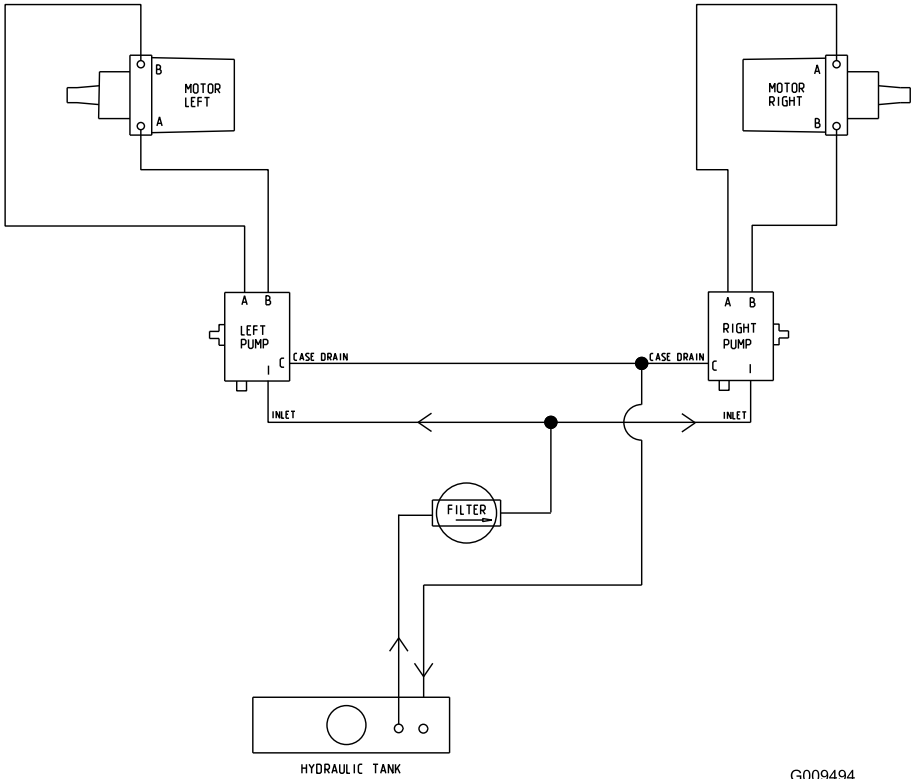 B
MOTOR
LEFT
A
A
MOTOR
RIGHT
B
A B
LEFT
PUMP
C
I
CASE DRAIN
INLET
A B
RIGHT
PUMP
C
I
CASE DRAIN
INLET
FILTER
HYDRAULIC TANK
G009494